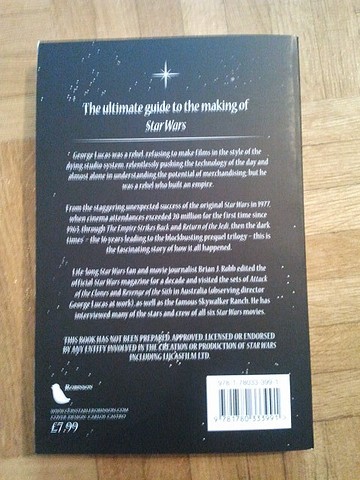 The ultimate guide to the making of
Star Wars
George Lucas was a rebel, refusing to make films in the style of the
dying studio system, relentlessly pushing the technology of the day and
almost alone in understanding the potential of merchandising; but he
was a rebel who built an empire.
From the staggering unexpected success of the original Star Wars in 1977,
when cinema attendances exceeded 20 million for the first time since
1963, through The Empire Strikes Back and Return of the Jedi, then the dark
times – the 16 years leading to the blockbusting prequel trilogy – this is
the fascinating story of how it all happened.
Life-long Star Wars fan and movie journalist Brian J. Robb edited the
official Star Wars magazine for a decade and visited the sets of Attack
of the Clones and Revenge of the Sith in Australia (observing director
George Lucas at work), as well as the famous Skywalker Ranch. He has
interviewed many of the stars and crew of all six Star Wars movies.
THIS BOOK HAS NOT BEEN PREPARED, APPROVED, LICENSED OR ENDORSED
BY ANY ENTITY INVOLVED IN THE CREATION OR PRODUCTION OF STAR WARS
INCLUDING LUCASFILM LTD.
ROBINSON
WWW.CONSTABLEROBINSON.COM
COVER DESIGN: CARLOS CASTRO
£7.99
9 781780 333991